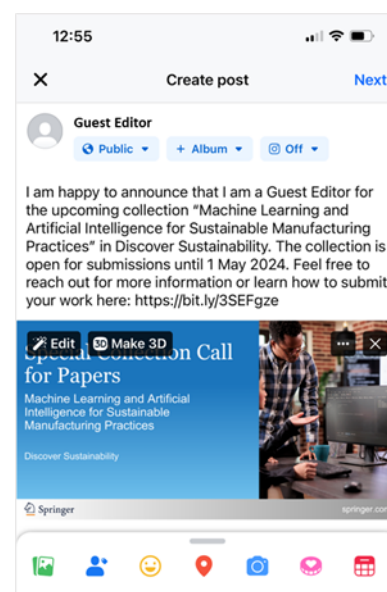 12:55
Create post
Next
Guest Editor
Public
+ Album
Off
I am happy to announce that I am a Guest Editor for
the upcoming collection “Machine Learning and
Artificial Intelligence for Sustainable Manufacturing
Practices” in Discover Sustainability. The collection is
open for submissions until 1 May 2024. Feel free to
reach out for more information or learn how to submit
your work here: https://bit.ly/3SEFgze
Edit
3D Make 3D
Special Collection Call
for Papers
Machine Learning and Artificial
Intelligence for Sustainable
Manufacturing Practices
Discover Sustainability
Springer
springer.com